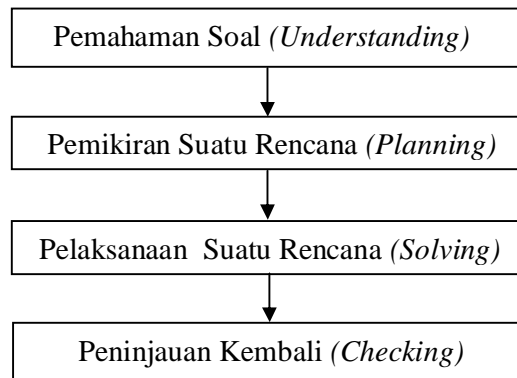 Pemahaman Soal (Understanding)
Pemikiran Suatu Rencana (Planning)
Pelaksanaan Suatu Rencana (Solving)
Peninjauan Kembali (Checking)